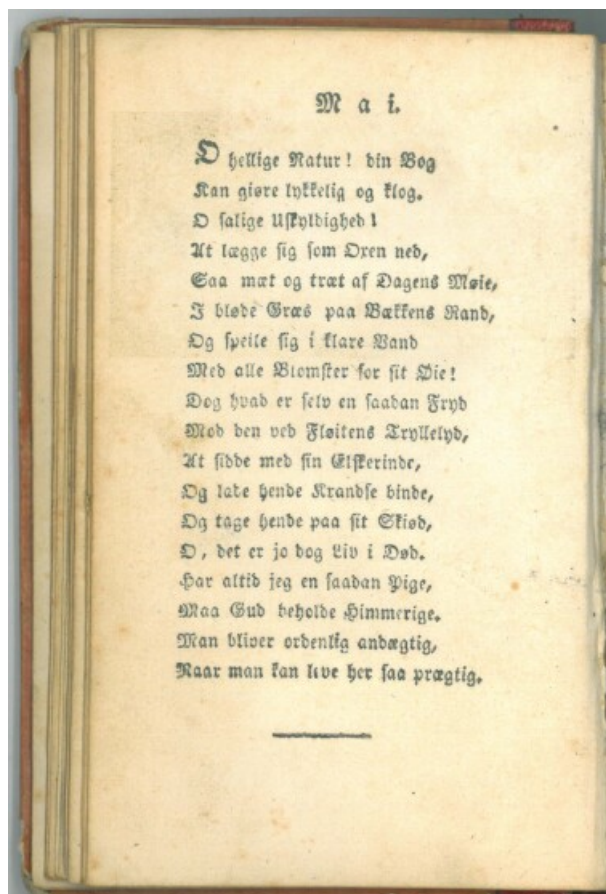 Mai.
O hellige Natur! din Bog
Kan giøre lykkelig og klog.
O salige Uskyldighed!
At lægge sig som Oxen ned,
Saa mæt og træt af Dagens Møie,
I bløde Græs paa Bækkens Rand,
Og speile sig i klare Vand
Med alle Blomster for sit Øie!
Dog hvad er selv en saadan Fryd
Mod den ved Fløitens Tryllelyd,
At sidde med sin Elskerinde,
Og lade hende Krandse binde,
Og tage hende paa sit Skiød,
O, det er jo dog Liv i Død.
Har altid jeg en saadan Pige,
Maa Gud beholde Himmerige.
Man bliver ordenlig andægtig,
Naar man kan leve her saa prægtig.